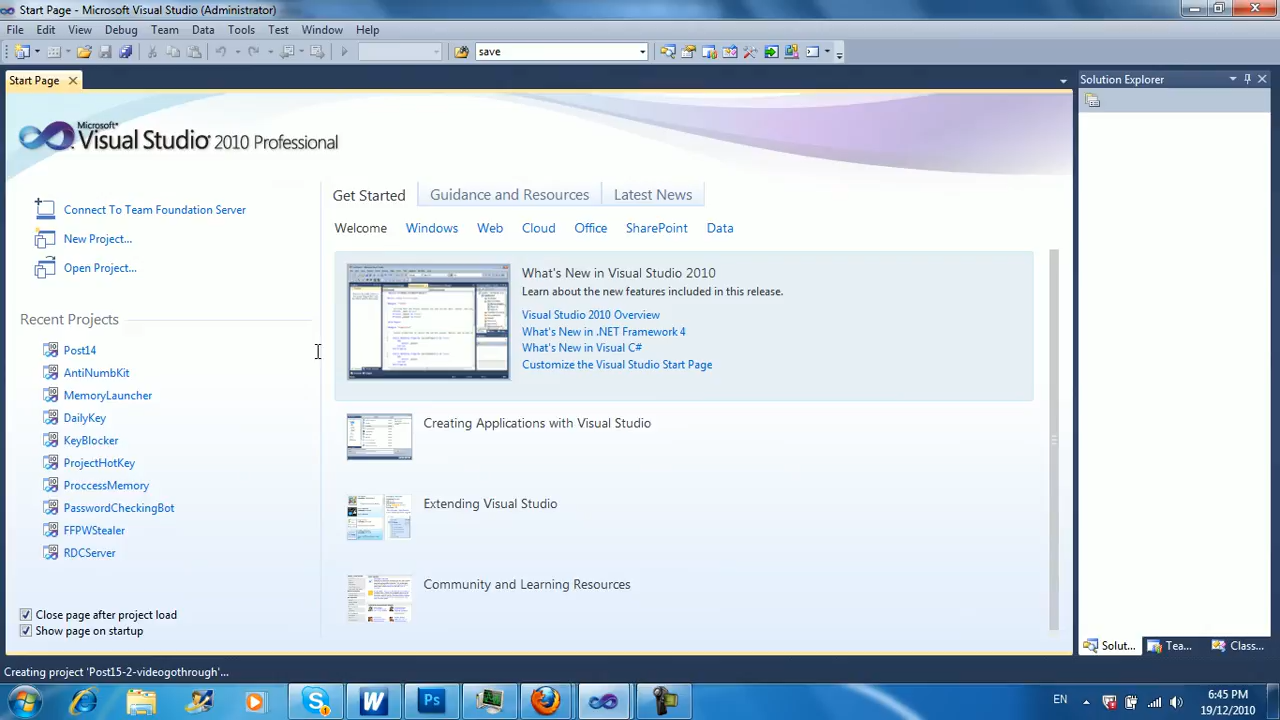 Start Page - Microsoft Visual Studio (Administrator)
File Edit View Debug Team Data Tools Test Window Help
save
Start Page
Solution Explorer
Microsoft®
Visual Studio® 2010 Professional
Connect To Team Foundation Server
New Project...
Open Project...
Recent Projects
Post14
AntiNumbKit
MemoryLauncher
DailyKey
KeyBlocker
ProjectHotKey
ProccessMemory
PasswordCheckingBot
FFPWStealer
RDCServer
Close page after project load
Show page on startup
Get Started Guidance and Resources Latest News
Welcome Windows Web Cloud Office SharePoint Data
What's New in Visual Studio 2010
Learn about the new features included in this release.
Visual Studio 2010 Overview
What's New in .NET Framework 4
What's New in Visual C#
Customize the Visual Studio Start Page
Creating Applications with Visual Studio
Extending Visual Studio
Community and Learning Resources
Solut... Tea... Class...
Creating project 'Post15-2-videogothrough'...
EN
6:45 PM
19/12/2010